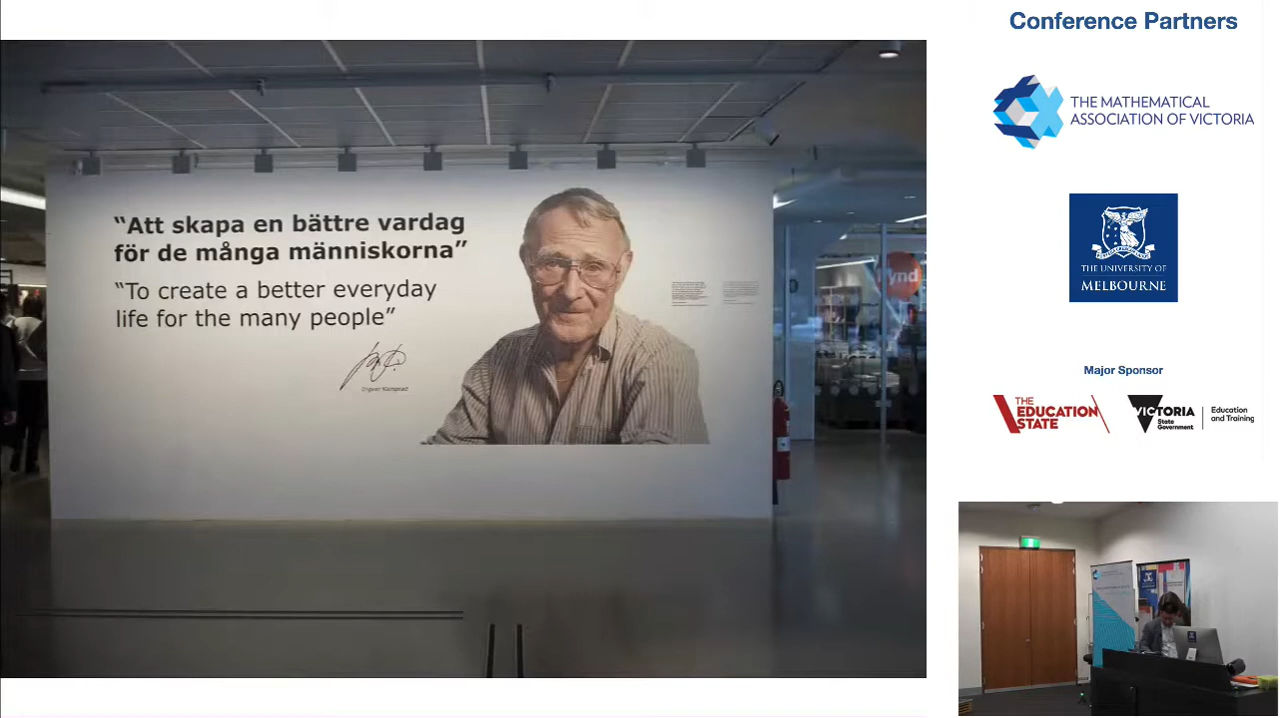 Conference Partners
THE MATHEMATICAL
ASSOCIATION OF VICTORIA
THE UNIVERSITY OF
MELBOURNE
Major Sponsor
THE
EDUCATION
STATE
VICTORIA
State
Government
Education
and Training
“Att skapa en bättre vardag
för de många människorna”
“To create a better everyday
life for the many people”
Ingvar Kamprad